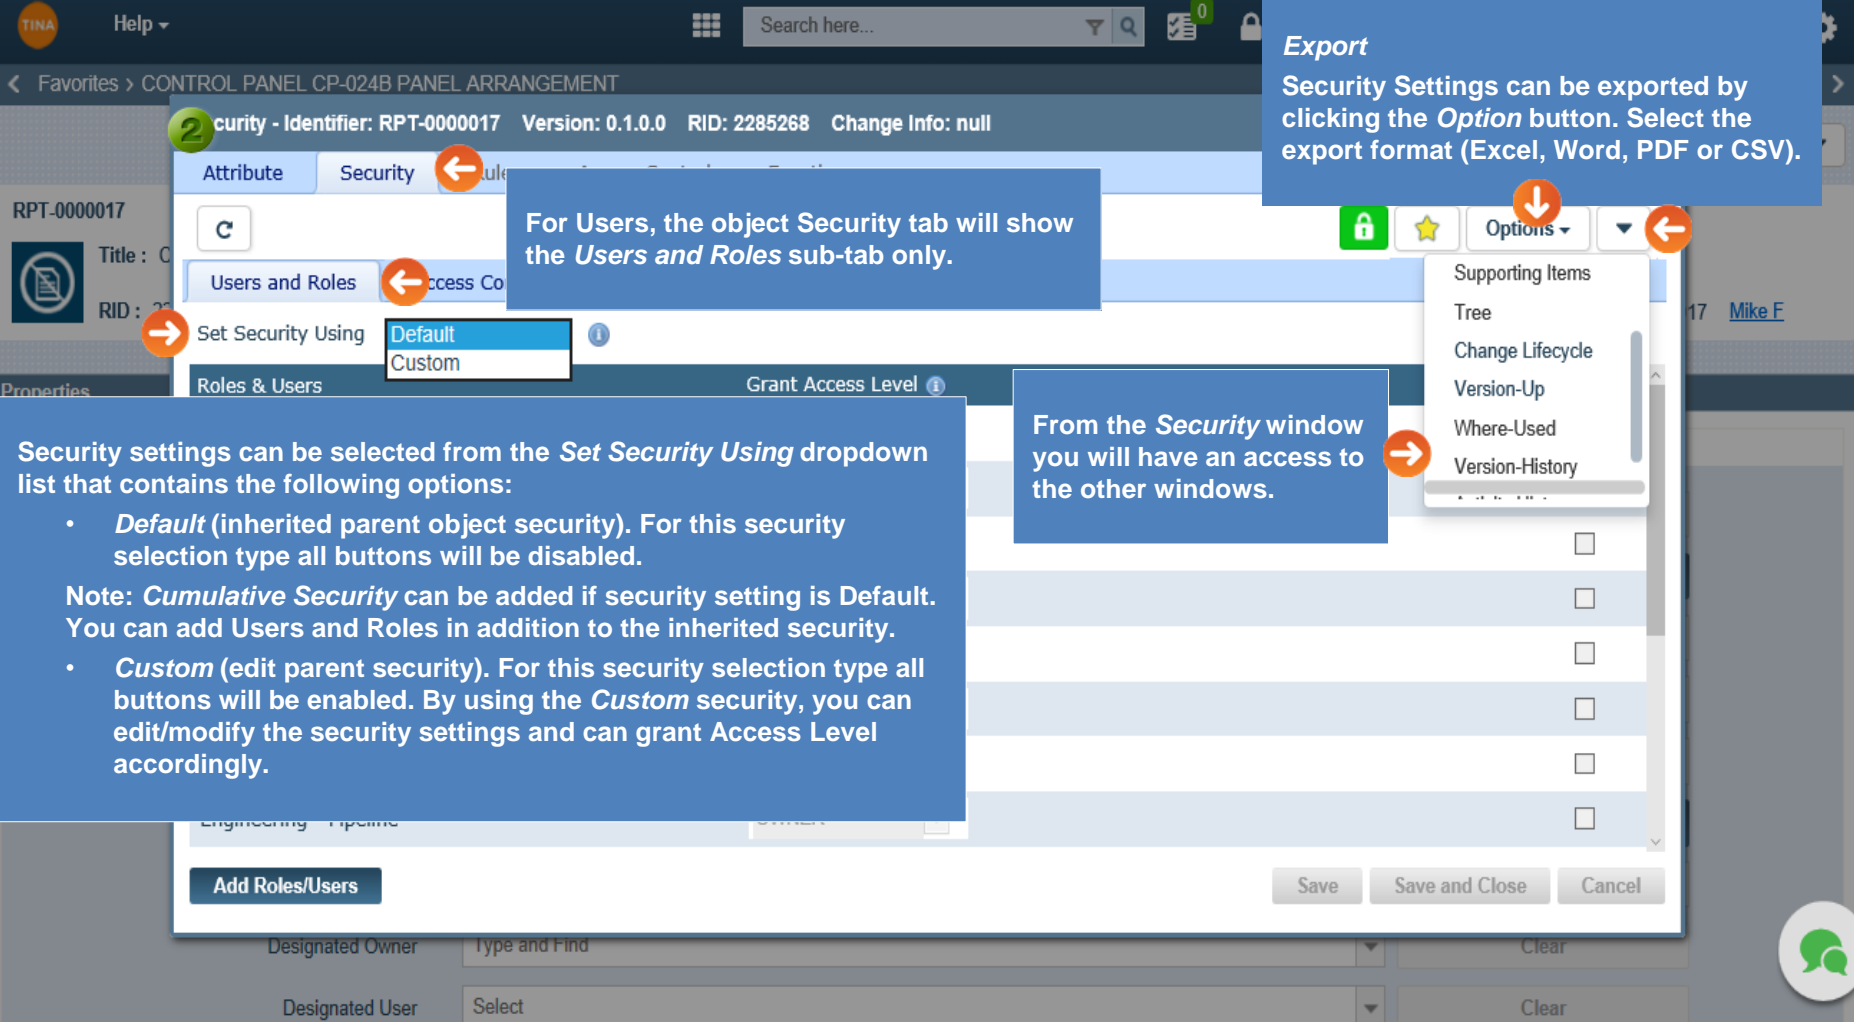 TINA
Help
Search here...
0
Favorites > CONTROL PANEL CP-024B PANEL ARRANGEMENT
Export
Security Settings can be exported by
clicking the Option button. Select the
export format (Excel, Word, PDF or CSV).
2
curity - Identifier: RPT-0000017 Version: 0.1.0.0 RID: 2285268 Change Info: null
Attribute Security
For Users, the object Security tab will show
the Users and Roles sub-tab only.
RPT-0000017
Title :
RID :
Options
Users and Roles
Set Security Using
Default
Custom
Supporting Items
Tree
Change Lifecycle
Version-Up
Where-Used
Version-History
17 Mike F
Properties
Roles & Users
Grant Access Level
From the Security window
you will have an access to
the other windows.
Security settings can be selected from the Set Security Using dropdown
list that contains the following options:
• Default (inherited parent object security). For this security
selection type all buttons will be disabled.
Note: Cumulative Security can be added if security setting is Default.
You can add Users and Roles in addition to the inherited security.
• Custom (edit parent security). For this security selection type all
buttons will be enabled. By using the Custom security, you can
edit/modify the security settings and can grant Access Level
accordingly.
Add Roles/Users
Save
Save and Close
Cancel
Designated Owner
Type and Find
Clear
Designated User
Select
Clear